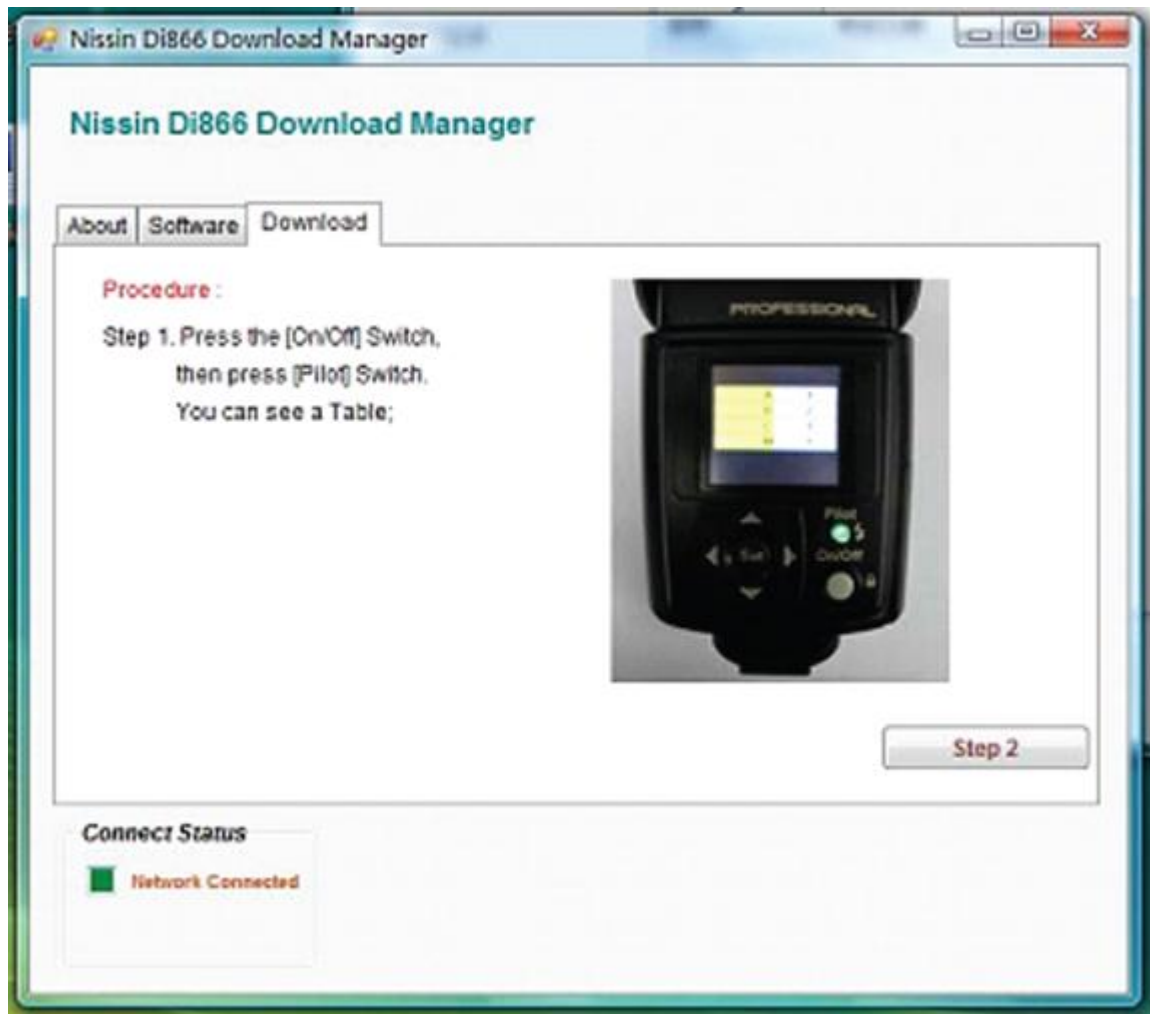 Nissin Di866 Download Manager
Nissin Di866 Download Manager
About Software Download
Procedure :
Step 1. Press the [On/Off] Switch,
then press [Pilot] Switch.
You can see a Table;
PROFESSIONAL
Pilot
Set
On/Off
Step 2
Connect Status
Network Connected